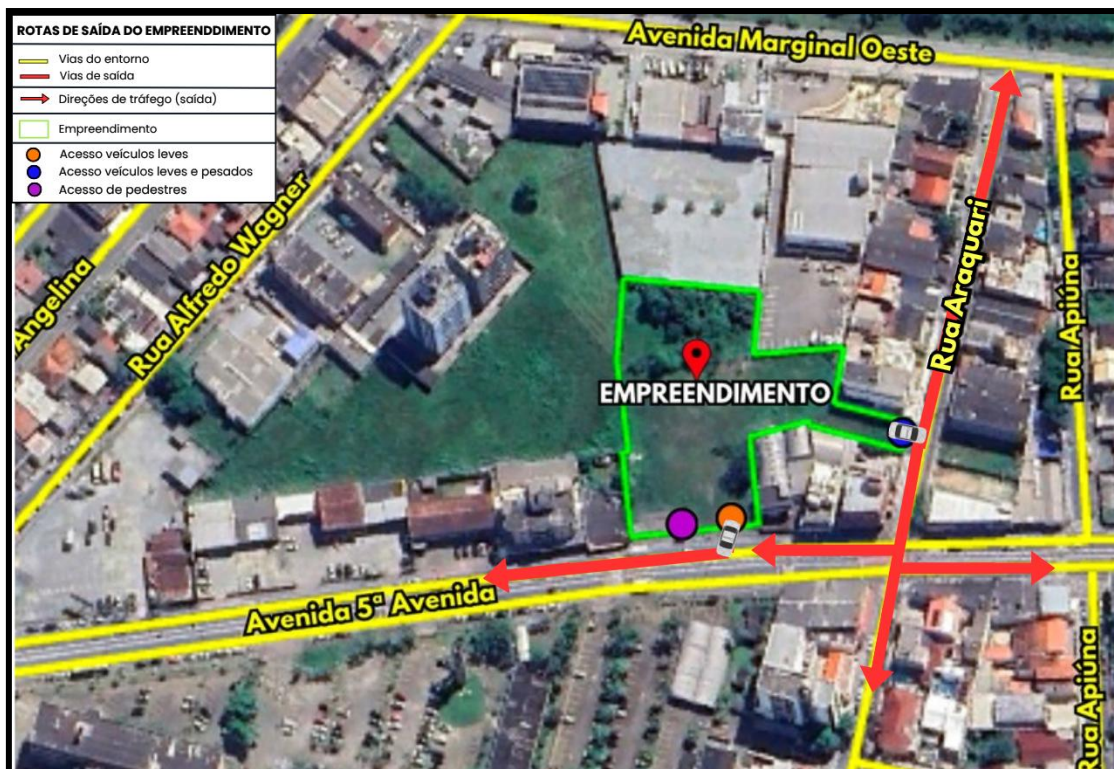 ROTAS DE SAÍDA DO EMPREENDDIMENTO
Vias do entorno
Vias de saída
Direções de tráfego (saída)
Empreendimento
Acesso veículos leves
Acesso veículos leves e pesados
Acesso de pedestres
Avenida Marginal Oeste
Angelina
Rua Alfredo Wagner
Rua Araquari
Rua Apiúna
EMPREENDIMENTO
Avenida 5ª Avenida
Rua Apiúna